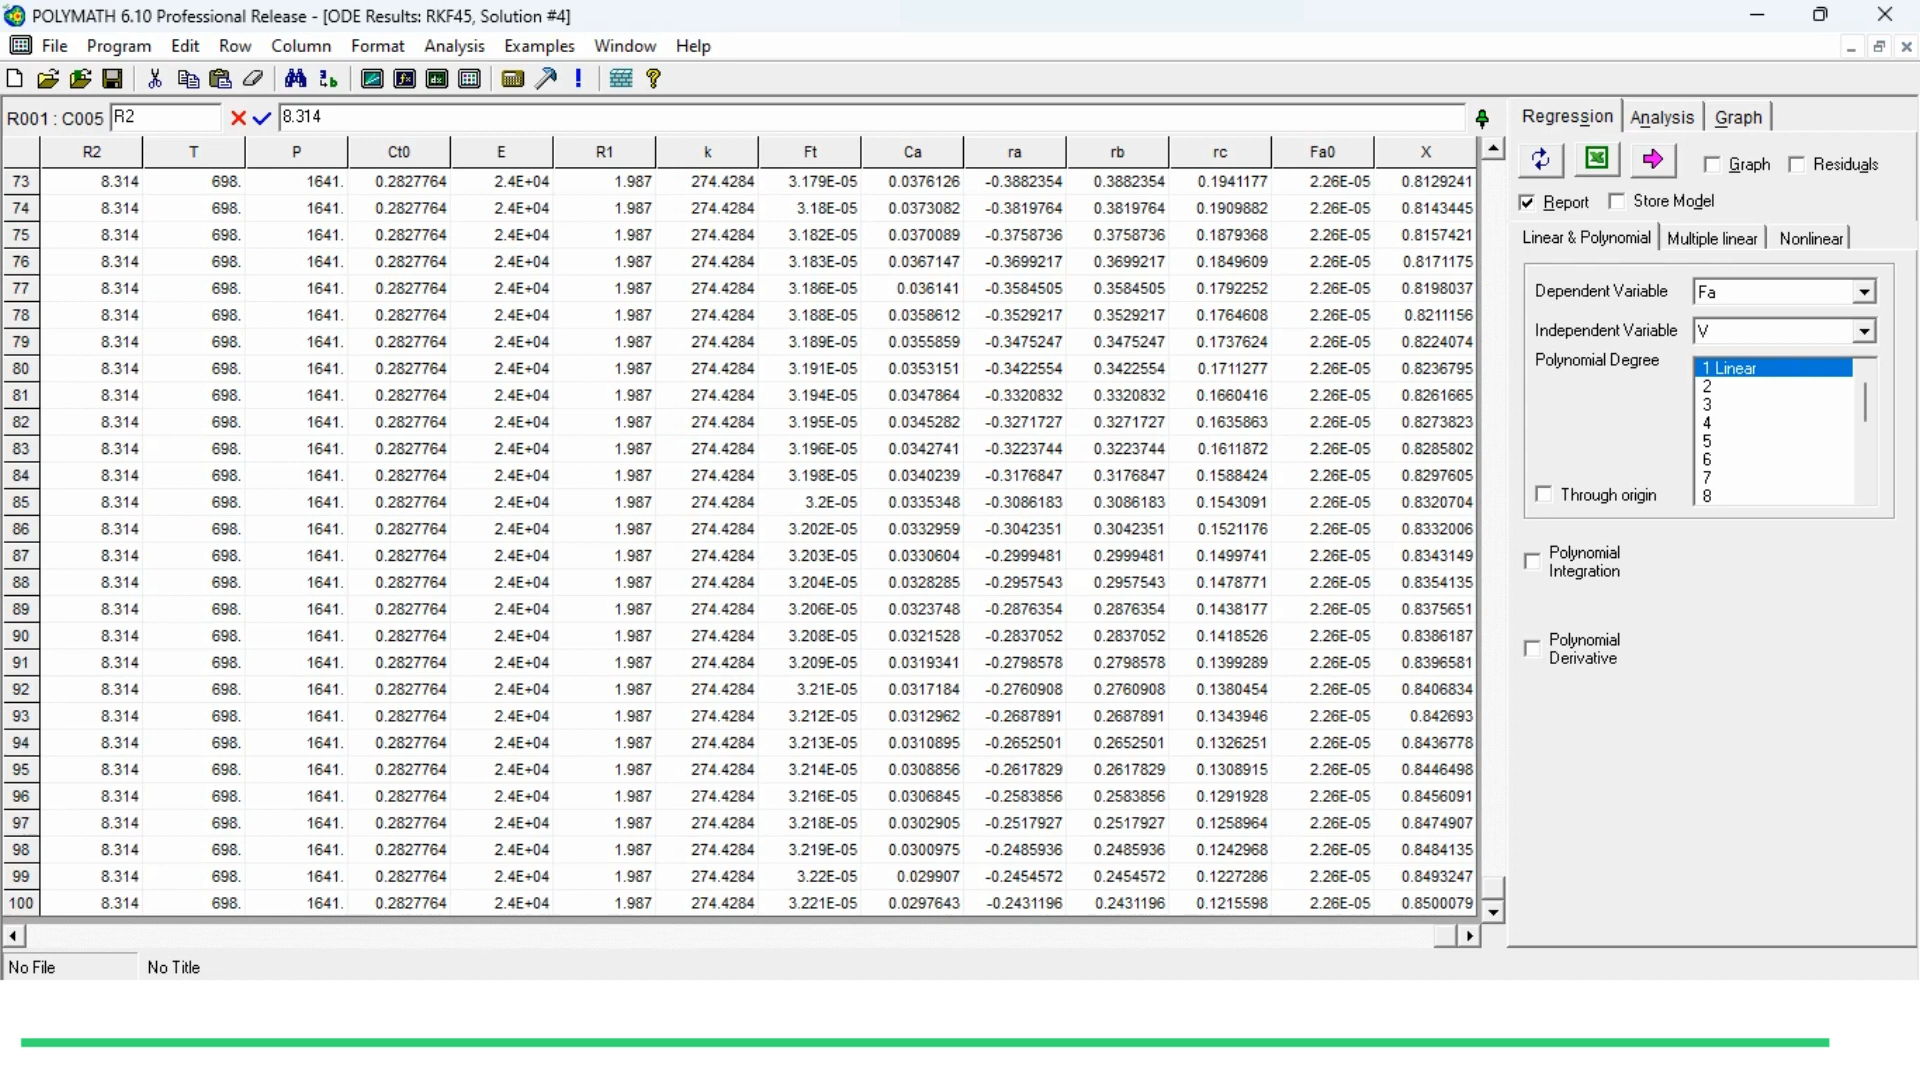 POLYMATH 6.10 Professional Release - [ODE Results: RKF45, Solution #4]
File Program Edit Row Column Format Analysis Examples Window Help
R001 : C005 R2 8.314
R2 T P Ct0 E R1 k Ft Ca ra rb rc Fa0 X
73 8.314 698. 1641. 0.2827764 2.4E+04 1.987 274.4284 3.179E-05 0.0376126 -0.3882354 0.3882354 0.1941177 2.26E-05 0.8129241
74 8.314 698. 1641. 0.2827764 2.4E+04 1.987 274.4284 3.18E-05 0.0373082 -0.3819764 0.3819764 0.1909882 2.26E-05 0.8143445
75 8.314 698. 1641. 0.2827764 2.4E+04 1.987 274.4284 3.182E-05 0.0370089 -0.3758736 0.3758736 0.1879368 2.26E-05 0.8157421
76 8.314 698. 1641. 0.2827764 2.4E+04 1.987 274.4284 3.183E-05 0.0367147 -0.3699217 0.3699217 0.1849609 2.26E-05 0.8171175
77 8.314 698. 1641. 0.2827764 2.4E+04 1.987 274.4284 3.186E-05 0.036141 -0.3584505 0.3584505 0.1792252 2.26E-05 0.8198037
78 8.314 698. 1641. 0.2827764 2.4E+04 1.987 274.4284 3.188E-05 0.0358612 -0.3529217 0.3529217 0.1764608 2.26E-05 0.8211156
79 8.314 698. 1641. 0.2827764 2.4E+04 1.987 274.4284 3.189E-05 0.0355859 -0.3475247 0.3475247 0.1737624 2.26E-05 0.8224074
80 8.314 698. 1641. 0.2827764 2.4E+04 1.987 274.4284 3.191E-05 0.0353151 -0.3422554 0.3422554 0.1711277 2.26E-05 0.8236795
81 8.314 698. 1641. 0.2827764 2.4E+04 1.987 274.4284 3.194E-05 0.0347864 -0.3320832 0.3320832 0.1660416 2.26E-05 0.8261665
82 8.314 698. 1641. 0.2827764 2.4E+04 1.987 274.4284 3.195E-05 0.0345282 -0.3271727 0.3271727 0.1635863 2.26E-05 0.8273823
83 8.314 698. 1641. 0.2827764 2.4E+04 1.987 274.4284 3.196E-05 0.0342741 -0.3223744 0.3223744 0.1611872 2.26E-05 0.8285802
84 8.314 698. 1641. 0.2827764 2.4E+04 1.987 274.4284 3.198E-05 0.0340239 -0.3176847 0.3176847 0.1588424 2.26E-05 0.8297605
85 8.314 698. 1641. 0.2827764 2.4E+04 1.987 274.4284 3.2E-05 0.0335348 -0.3086183 0.3086183 0.1543091 2.26E-05 0.8320704
86 8.314 698. 1641. 0.2827764 2.4E+04 1.987 274.4284 3.202E-05 0.0332959 -0.3042351 0.3042351 0.1521176 2.26E-05 0.8332006
87 8.314 698. 1641. 0.2827764 2.4E+04 1.987 274.4284 3.203E-05 0.0330604 -0.2999481 0.2999481 0.1499741 2.26E-05 0.8343149
88 8.314 698. 1641. 0.2827764 2.4E+04 1.987 274.4284 3.204E-05 0.0328285 -0.2957543 0.2957543 0.1478771 2.26E-05 0.8354135
89 8.314 698. 1641. 0.2827764 2.4E+04 1.987 274.4284 3.206E-05 0.0323748 -0.2876354 0.2876354 0.1438177 2.26E-05 0.8375651
90 8.314 698. 1641. 0.2827764 2.4E+04 1.987 274.4284 3.208E-05 0.0321528 -0.2837052 0.2837052 0.1418526 2.26E-05 0.8386187
91 8.314 698. 1641. 0.2827764 2.4E+04 1.987 274.4284 3.209E-05 0.0319341 -0.2798578 0.2798578 0.1399289 2.26E-05 0.8396581
92 8.314 698. 1641. 0.2827764 2.4E+04 1.987 274.4284 3.21E-05 0.0317184 -0.2760908 0.2760908 0.1380454 2.26E-05 0.8406834
93 8.314 698. 1641. 0.2827764 2.4E+04 1.987 274.4284 3.212E-05 0.0312962 -0.2687891 0.2687891 0.1343946 2.26E-05 0.842693
94 8.314 698. 1641. 0.2827764 2.4E+04 1.987 274.4284 3.213E-05 0.0310895 -0.2652501 0.2652501 0.1326251 2.26E-05 0.8436778
95 8.314 698. 1641. 0.2827764 2.4E+04 1.987 274.4284 3.214E-05 0.0308856 -0.2617829 0.2617829 0.1308915 2.26E-05 0.8446498
96 8.314 698. 1641. 0.2827764 2.4E+04 1.987 274.4284 3.216E-05 0.0306845 -0.2583856 0.2583856 0.1291928 2.26E-05 0.8456091
97 8.314 698. 1641. 0.2827764 2.4E+04 1.987 274.4284 3.218E-05 0.0302905 -0.2517927 0.2517927 0.1258964 2.26E-05 0.8474907
98 8.314 698. 1641. 0.2827764 2.4E+04 1.987 274.4284 3.219E-05 0.0300975 -0.2485936 0.2485936 0.1242968 2.26E-05 0.8484135
99 8.314 698. 1641. 0.2827764 2.4E+04 1.987 274.4284 3.22E-05 0.029907 -0.2454572 0.2454572 0.1227286 2.26E-05 0.8493247
100 8.314 698. 1641. 0.2827764 2.4E+04 1.987 274.4284 3.221E-05 0.0297643 -0.2431196 0.2431196 0.1215598 2.26E-05 0.8500079
Regression Analysis Graph
Graph Residuals
Report Store Model
Linear & Polynomial Multiple linear Nonlinear
Dependent Variable Fa
Independent Variable V
Polynomial Degree
1 Linear
2
3
4
5
6
7
8
Through origin
Polynomial
Integration
Polynomial
Derivative
No File No Title